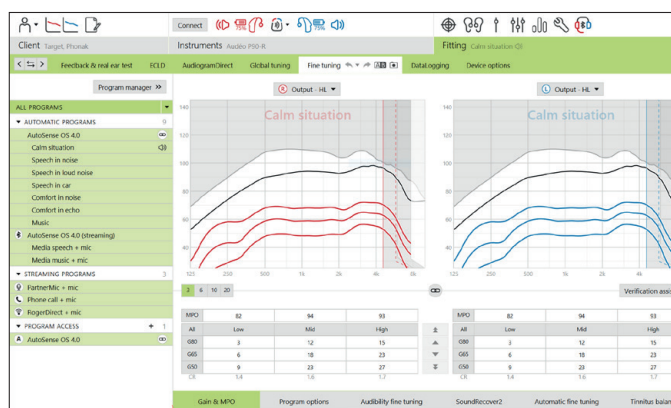 Connect 75% 75%
Client Target, Phonak Instruments Audéo P90-R Fitting Calm situation
Feedback & real ear test ECLD AudiogramDirect Global tuning Fine tuning DataLogging Device options
Program manager >>
R Output - HL L Output - HL
ALL PROGRAMS
AUTOMATIC PROGRAMS 9
AutoSense OS 4.0
Calm situation
Speech in noise
Speech in loud noise
Speech in car
Comfort in noise
Comfort in echo
Music
AutoSense OS 4.0 (streaming)
Media speech + mic
Media music + mic
STREAMING PROGRAMS 3
PartnerMic + mic
Phone call + mic
RogerDirect + mic
PROGRAM ACCESS + 1
A AutoSense OS 4.0
Calm situation Calm situation
140 140
120 120
100 100
80 80
60 60
40 40
125 250 500 1k 2k 4k 8k 125 250 500 1k 2k 4k
3 6 10 20 Verification assi
MPO 82 94 93 MPO 82 94 93
All Low Mid High All Low Mid High
G80 3 12 15 G80 3 12 15
G65 6 18 23 G65 6 18 23
G50 9 23 27 G50 9 23 27
CR 1.4 1.6 1.7 CR 1.4 1.6 1.7
Gain & MPO Program options Audibility fine tuning SoundRecover2 Automatic fine tuning Tinnitus balan